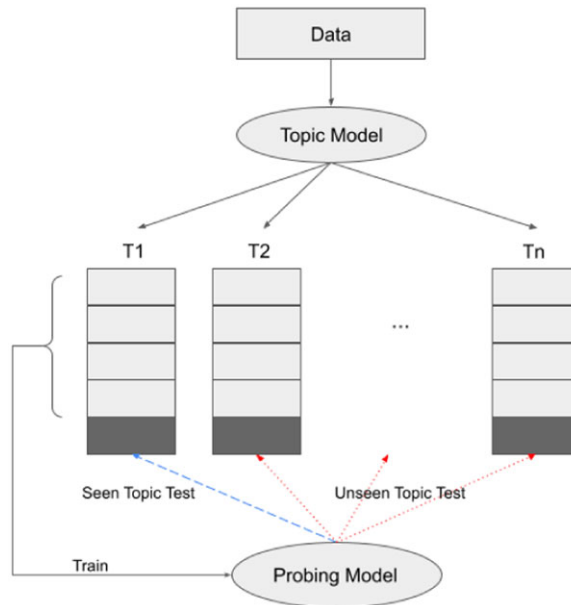 Data
Topic Model
T1 T2 Tn
...
Seen Topic Test Unseen Topic Test
Train
Probing Model